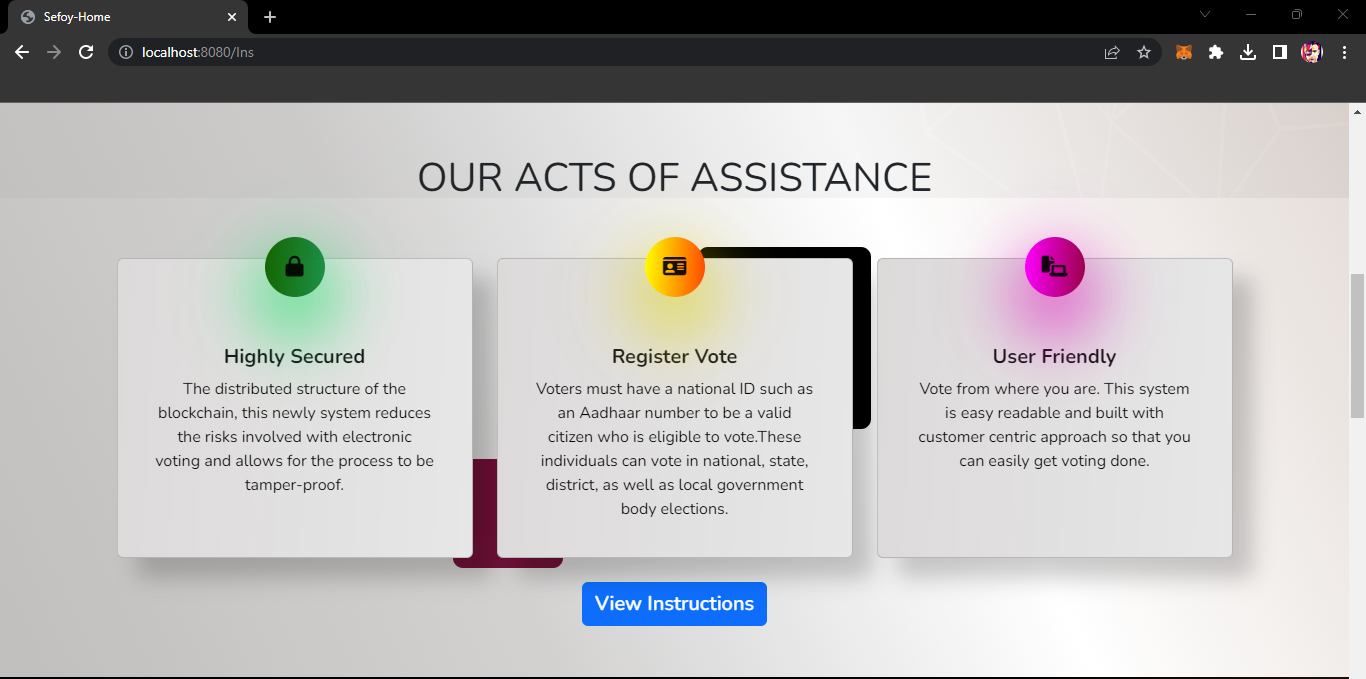 Sefoy-Home
localhost:8080/Ins
OUR ACTS OF ASSISTANCE
Highly Secured
The distributed structure of the
blockchain, this newly system reduces
the risks involved with electronic
voting and allows for the process to be
tamper-proof.
Register Vote
Voters must have a national ID such as
an Aadhaar number to be a valid
citizen who is eligible to vote.These
individuals can vote in national, state,
district, as well as local government
body elections.
User Friendly
Vote from where you are. This system
is easy readable and built with
customer centric approach so that you
can easily get voting done.
View Instructions